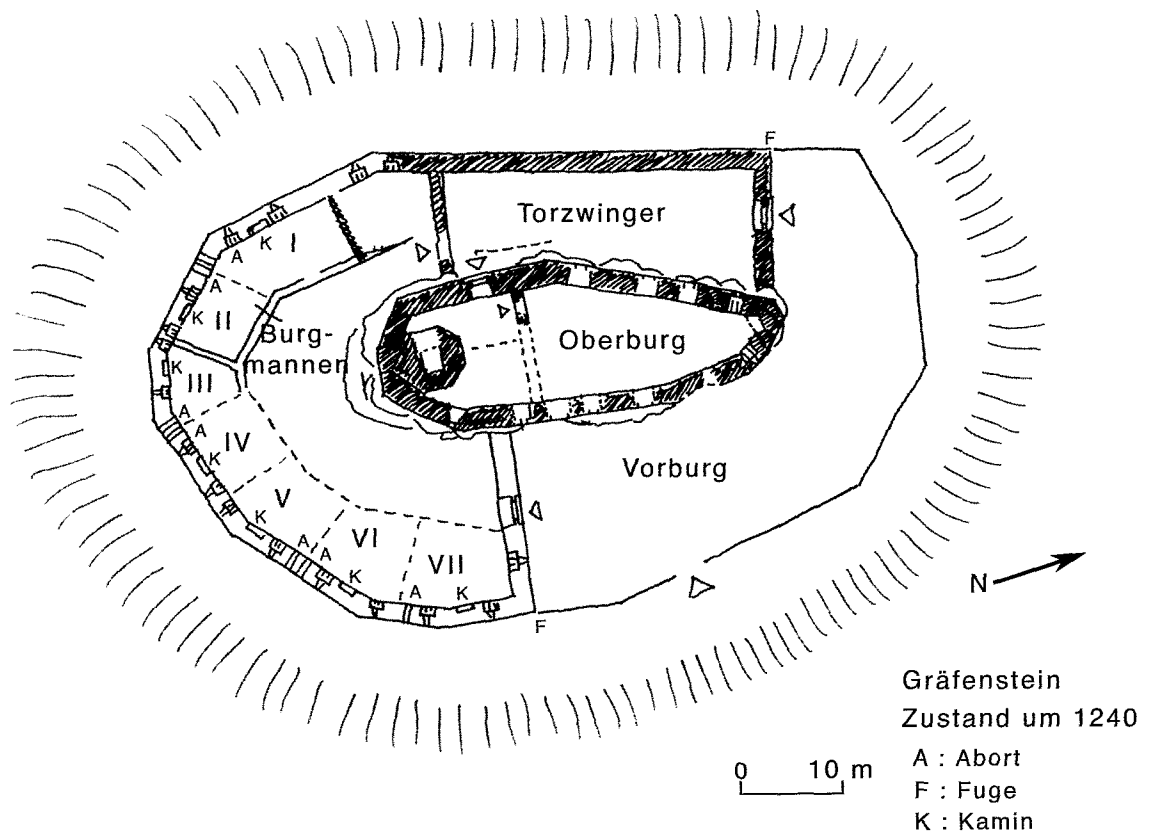 F
Torzwinger
K
I
A
A
K
II
Burg-
mannen
Oberburg
K
III
A
A
IV
K
Vorburg
V
K
A
A
VI
K
VII
A
K
F
N
Gräfenstein
Zustand um 1240
0 10 m
A : Abort
F : Fuge
K : Kamin